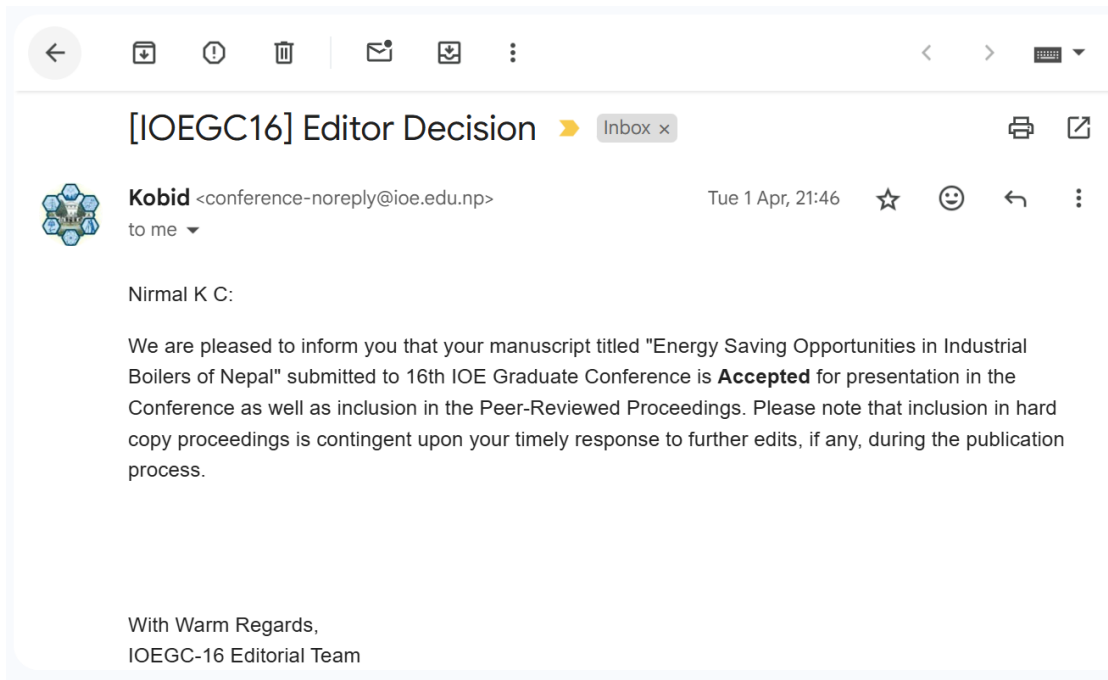 [IOEGC16] Editor Decision Inbox ×
Kobid <conference-noreply@ioe.edu.np> Tue 1 Apr, 21:46
to me
Nirmal K C:
We are pleased to inform you that your manuscript titled "Energy Saving Opportunities in Industrial
Boilers of Nepal" submitted to 16th IOE Graduate Conference is Accepted for presentation in the
Conference as well as inclusion in the Peer-Reviewed Proceedings. Please note that inclusion in hard
copy proceedings is contingent upon your timely response to further edits, if any, during the publication
process.
With Warm Regards,
IOEGC-16 Editorial Team